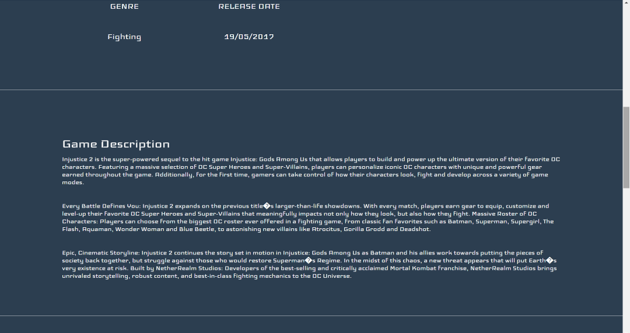 GENRE RELEASE DATE
Fighting 19/05/2017
Game Description
Injustice 2 is the super-powered sequel to the hit game Injustice: Gods Among Us that allows players to build and power up the ultimate version of their favorite DC
characters. Featuring a massive selection of DC Super Heroes and Super-Villains, players can personalize iconic DC characters with unique and powerful gear
earned throughout the game. Additionally, for the first time, gamers can take control of how their characters look, fight and develop across a variety of game
modes.
Every Battle Defines You: Injustice 2 expands on the previous title�s larger-than-life showdowns. With every match, players earn gear to equip, customize and
level-up their favorite DC Super Heroes and Super-Villains that meaningfully impacts not only how they look, but also how they fight. Massive Roster of DC
Characters: Players can choose from the biggest DC roster ever offered in a fighting game, from classic fan favorites such as Batman, Superman, Supergirl, The
Flash, Aquaman, Wonder Woman and Blue Beetle, to astonishing new villains like Atrocitus, Gorilla Grodd and Deadshot.
Epic, Cinematic Storyline: Injustice 2 continues the story set in motion in Injustice: Gods Among Us as Batman and his allies work towards putting the pieces of
society back together, but struggle against those who would restore Superman�s Regime. In the midst of this chaos, a new threat appears that will put Earth�s
very existence at risk. Built by NetherRealm Studios: Developers of the best-selling and critically acclaimed Mortal Kombat franchise, NetherRealm Studios brings
unrivaled storytelling, robust content, and best-in-class fighting mechanics to the DC Universe.